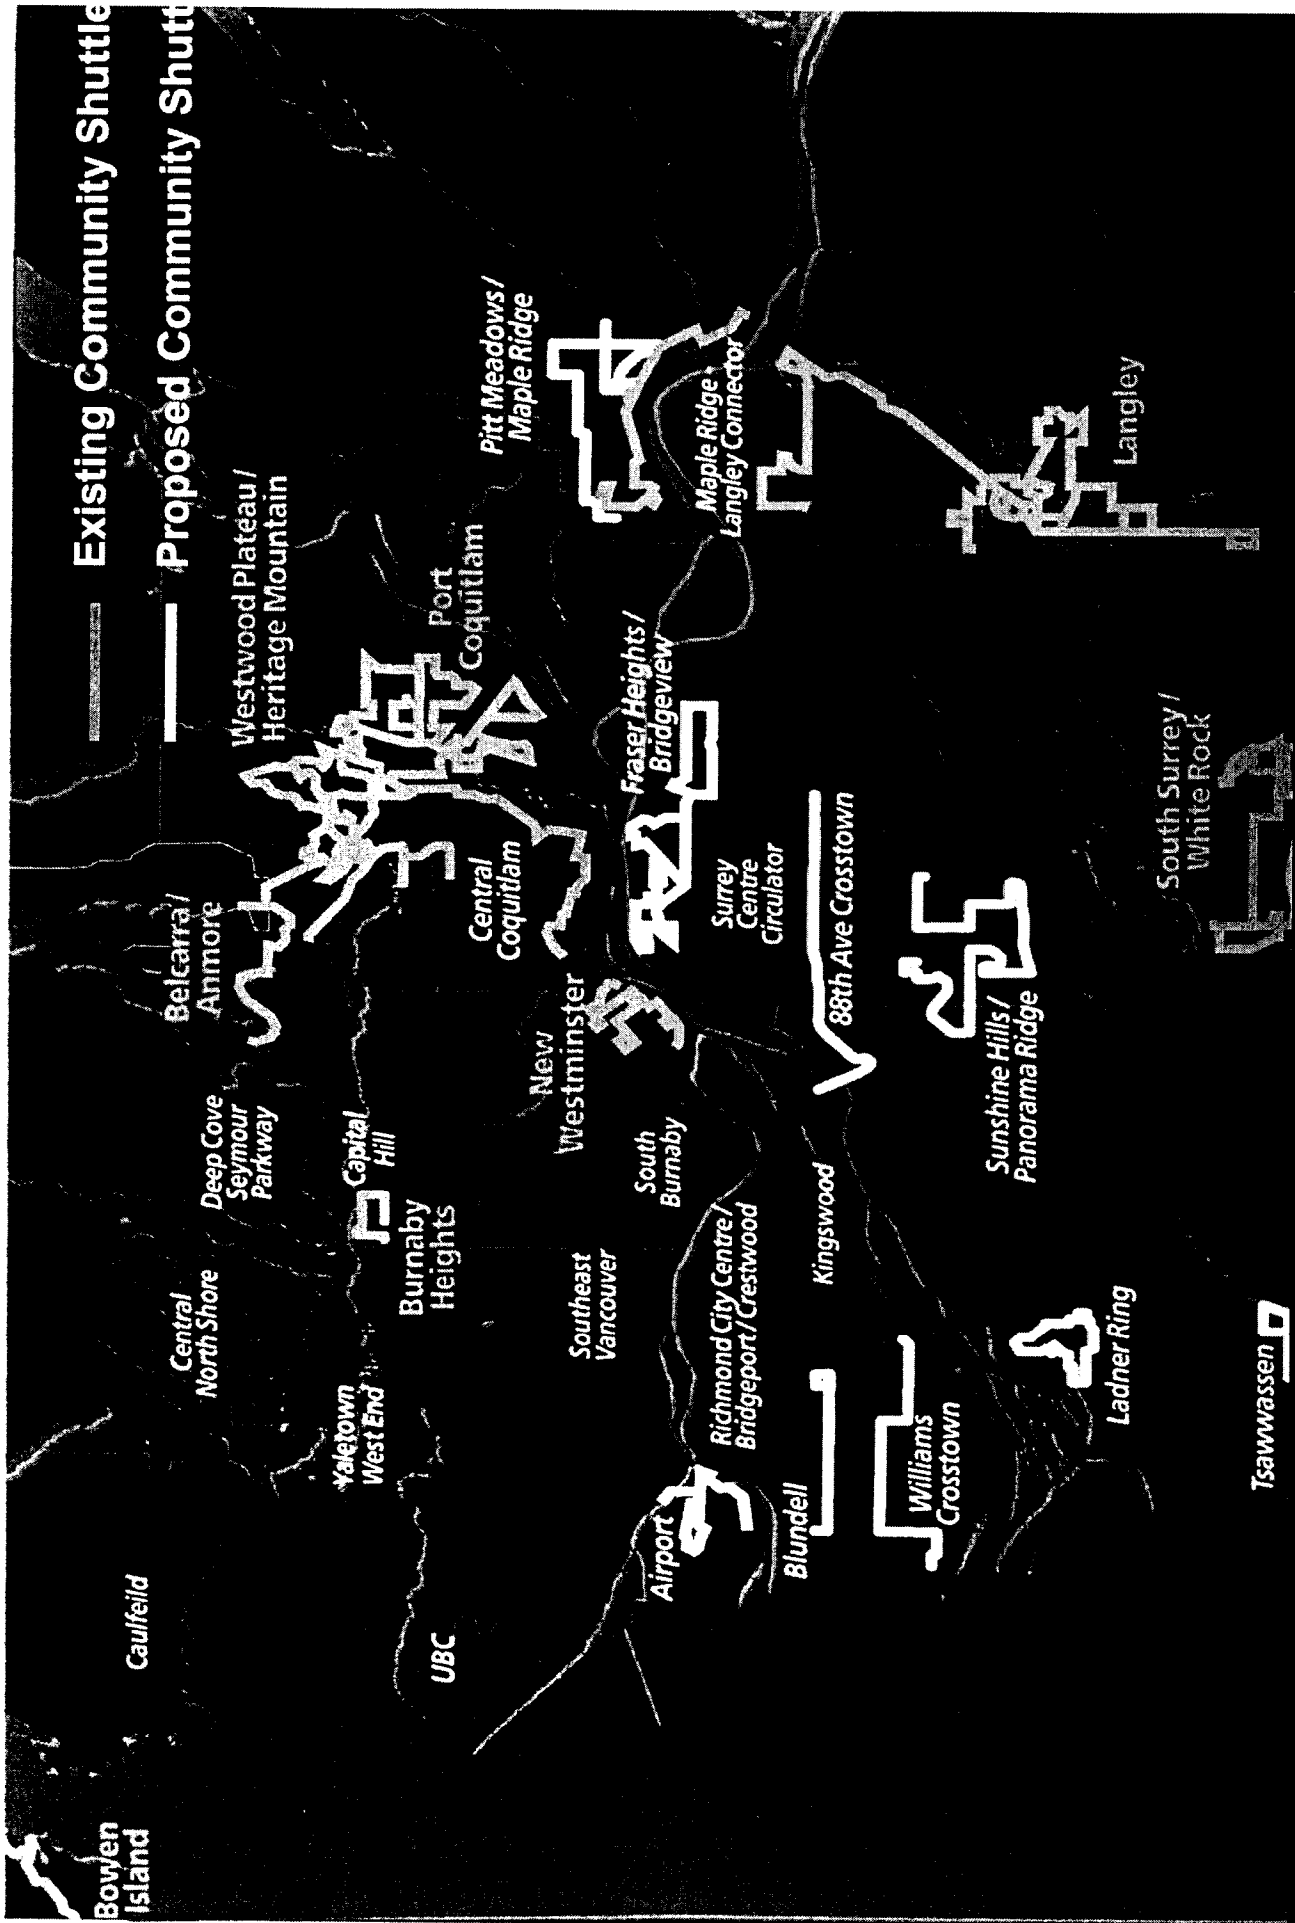 Existing Community Shuttle
Proposed Community Shutt
Bowen
Island
Caulfeild
Central
North Shore
Deep Cove
Seymour
Parkway
Belcarra /
Anmore
Westwood Plateau /
Heritage Mountain
Yaletown
West End
Capital
Hill
Burnaby
Heights
UBC
Port
Coquitlam
Central
Coquitlam
Pitt Meadows /
Maple Ridge
New
Westminster
Southeast
Vancouver
South
Burnaby
Fraser Heights /
Bridgeview
Airport
Richmond City Centre /
Bridgeport / Crestwood
Surrey
Centre
Circulator
Maple Ridge -
Langley Connector
Blundell
Kingswood
88th Ave Crosstown
Williams
Crosstown
Sunshine Hills /
Panorama Ridge
Langley
Ladner Ring
South Surrey /
White Rock
Tsawwassen